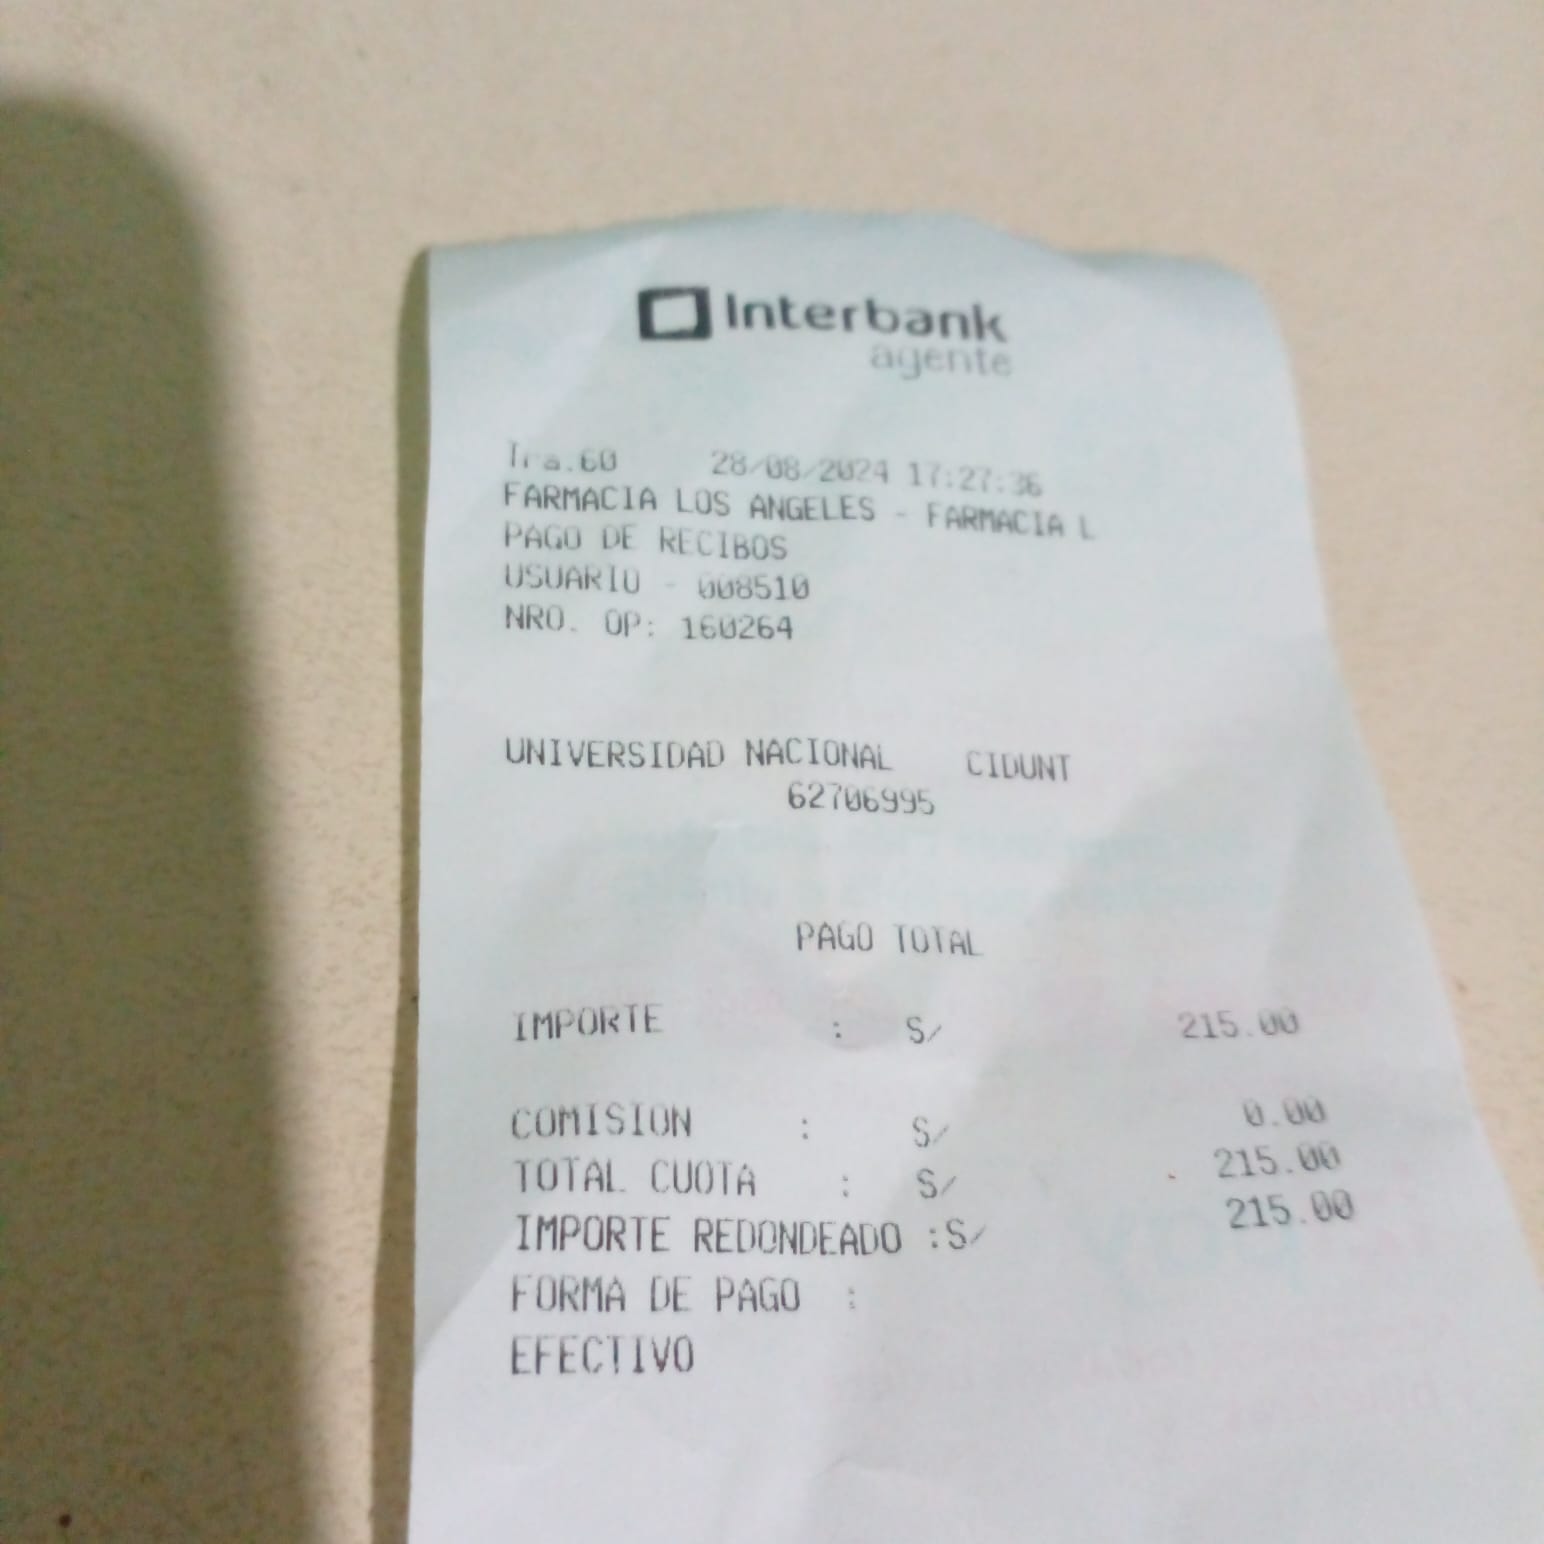 Interbank
agente
Tra.60 28/08/2024 17:27:36
FARMACIA LOS ANGELES - FARMACIA L
PAGO DE RECIBOS
USUARIO - 008510
NRO. OP: 160264
UNIVERSIDAD NACIONAL CIDUNT
62706995
PAGO TOTAL
IMPORTE : S/ 215.00
COMISION : S/ 0.00
TOTAL CUOTA : S/ 215.00
IMPORTE REDONDEADO :S/ 215.00
FORMA DE PAGO :
EFECTIVO